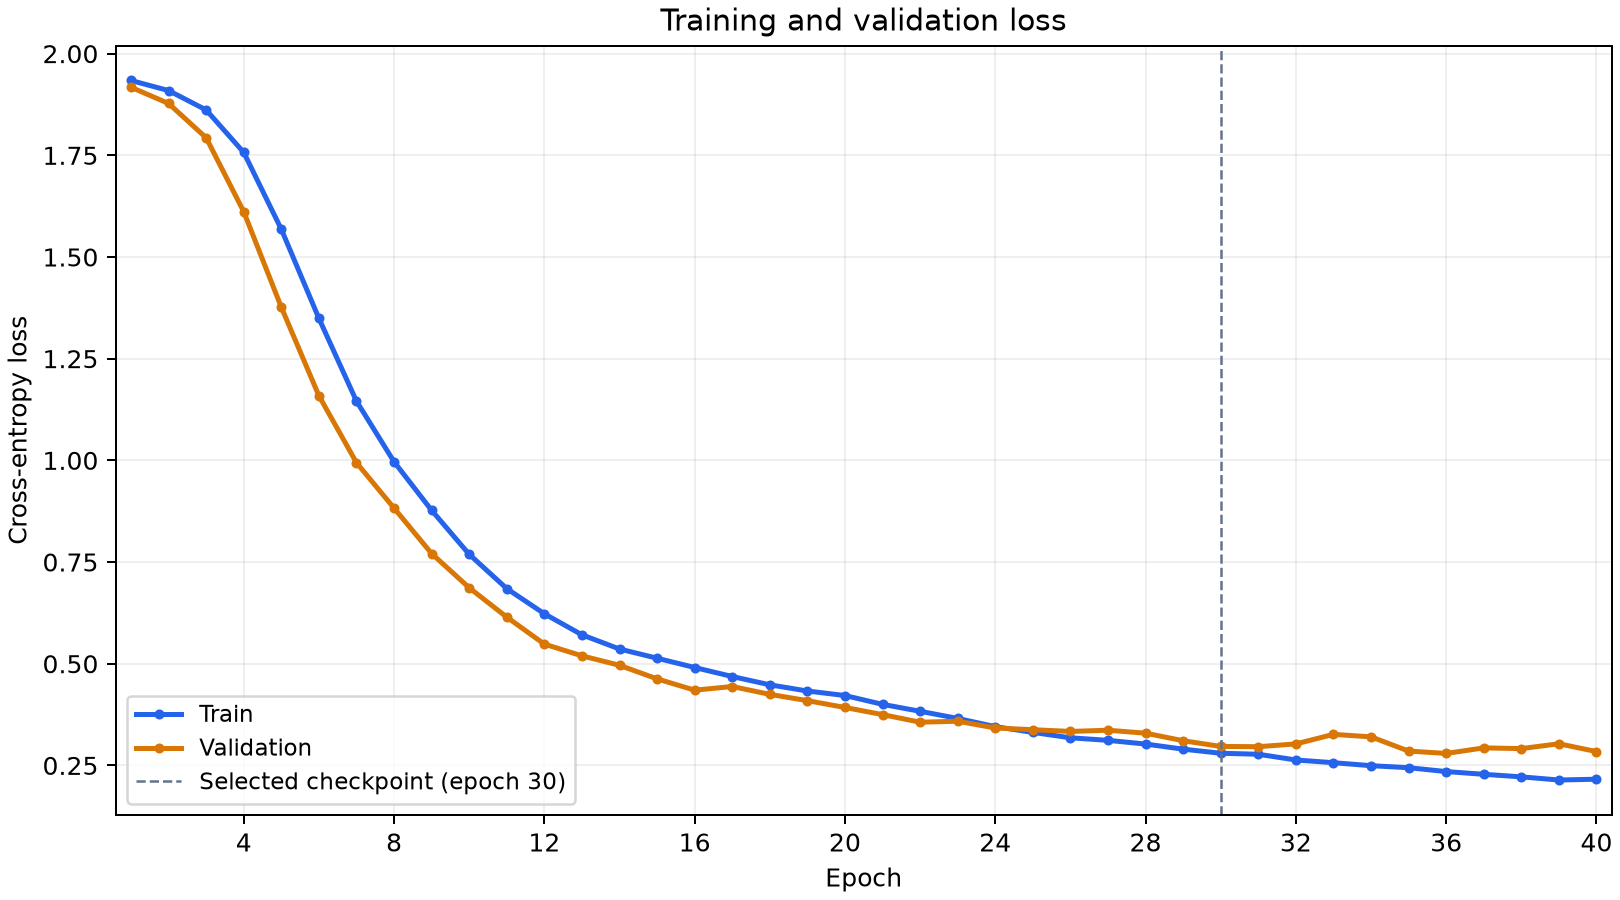 Training and validation loss
2.00
1.75
1.50
1.25
1.00
0.75
0.50
0.25
Cross-entropy loss
Train
Validation
Selected checkpoint (epoch 30)
4 8 12 16 20 24 28 32 36 40
Epoch